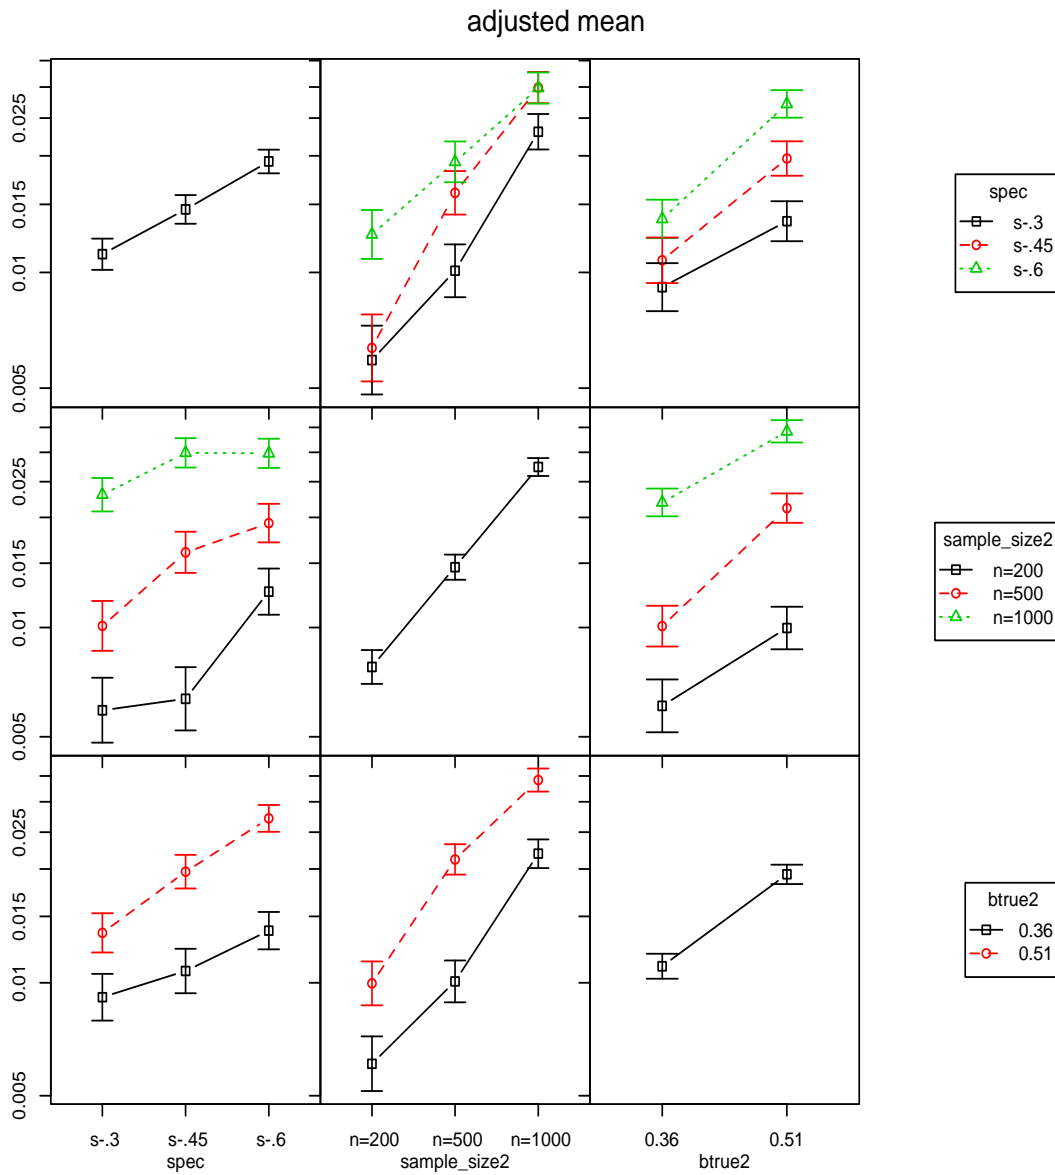 adjusted mean
0.005 0.01 0.015 0.025
spec
s-.3
s-.45
s-.6
0.005 0.01 0.015 0.025
sample_size2
n=200
n=500
n=1000
0.005 0.01 0.015 0.025
btrue2
0.36
0.51
s-.3 s-.45 s-.6 n=200 n=500 n=1000 0.36 0.51
spec sample_size2 btrue2